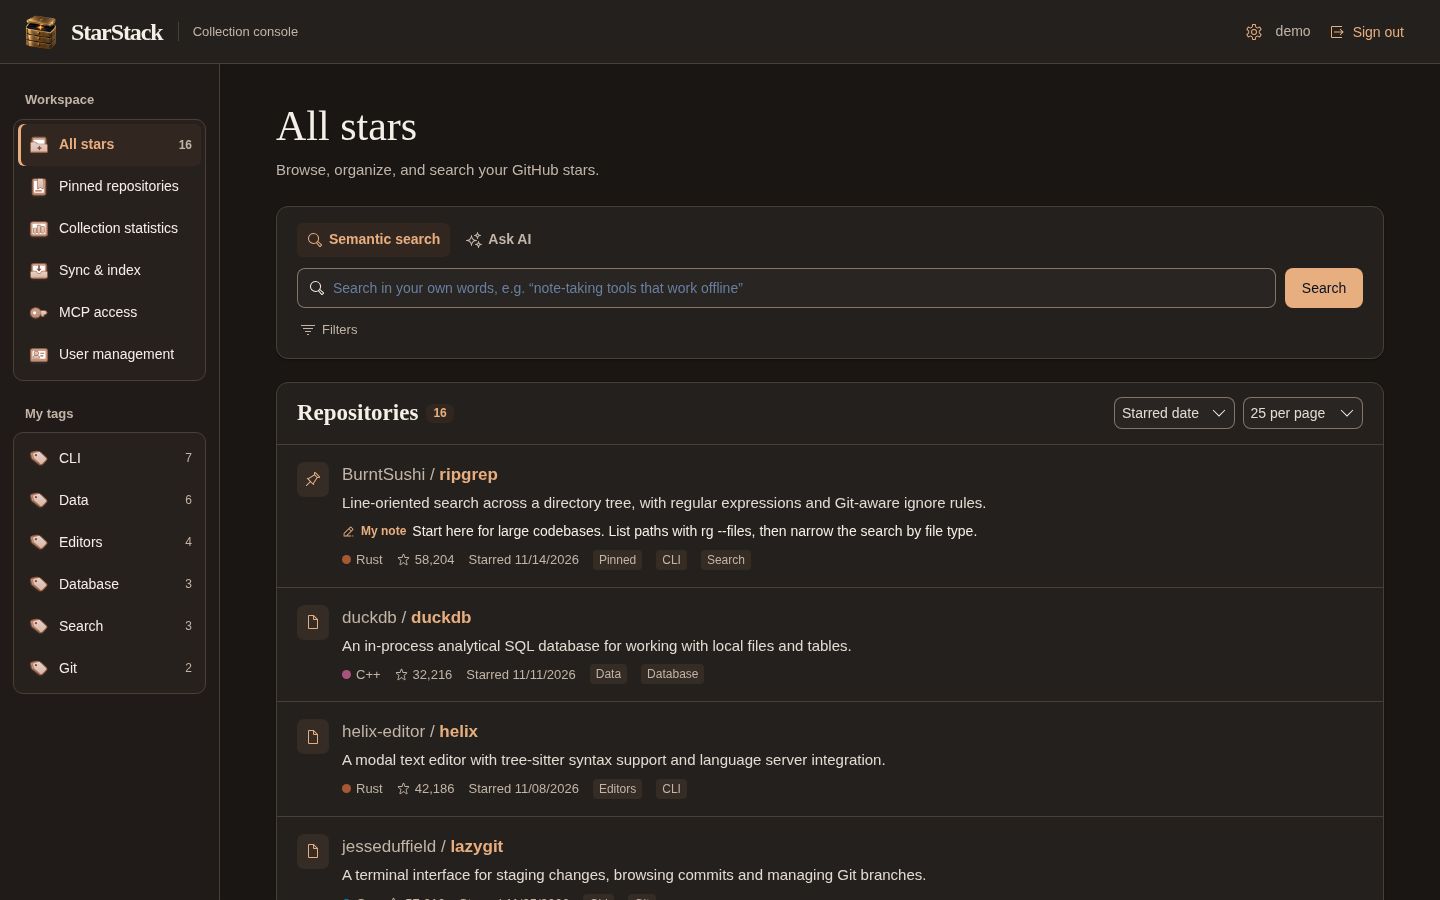 StarStack
Collection console
demo
Sign out
Workspace
All stars 16
Pinned repositories
Collection statistics
Sync & index
MCP access
User management
My tags
CLI 7
Data 6
Editors 4
Database 3
Search 3
Git 2
All stars
Browse, organize, and search your GitHub stars.
Semantic search
Ask AI
Search in your own words, e.g. “note-taking tools that work offline”
Search
Filters
Repositories 16
Starred date
25 per page
BurntSushi / ripgrep
Line-oriented search across a directory tree, with regular expressions and Git-aware ignore rules.
My note Start here for large codebases. List paths with rg --files, then narrow the search by file type.
Rust 58,204 Starred 11/14/2026 Pinned CLI Search
duckdb / duckdb
An in-process analytical SQL database for working with local files and tables.
C++ 32,216 Starred 11/11/2026 Data Database
helix-editor / helix
A modal text editor with tree-sitter syntax support and language server integration.
Rust 42,186 Starred 11/08/2026 Editors CLI
jesseduffield / lazygit
A terminal interface for staging changes, browsing commits and managing Git branches.